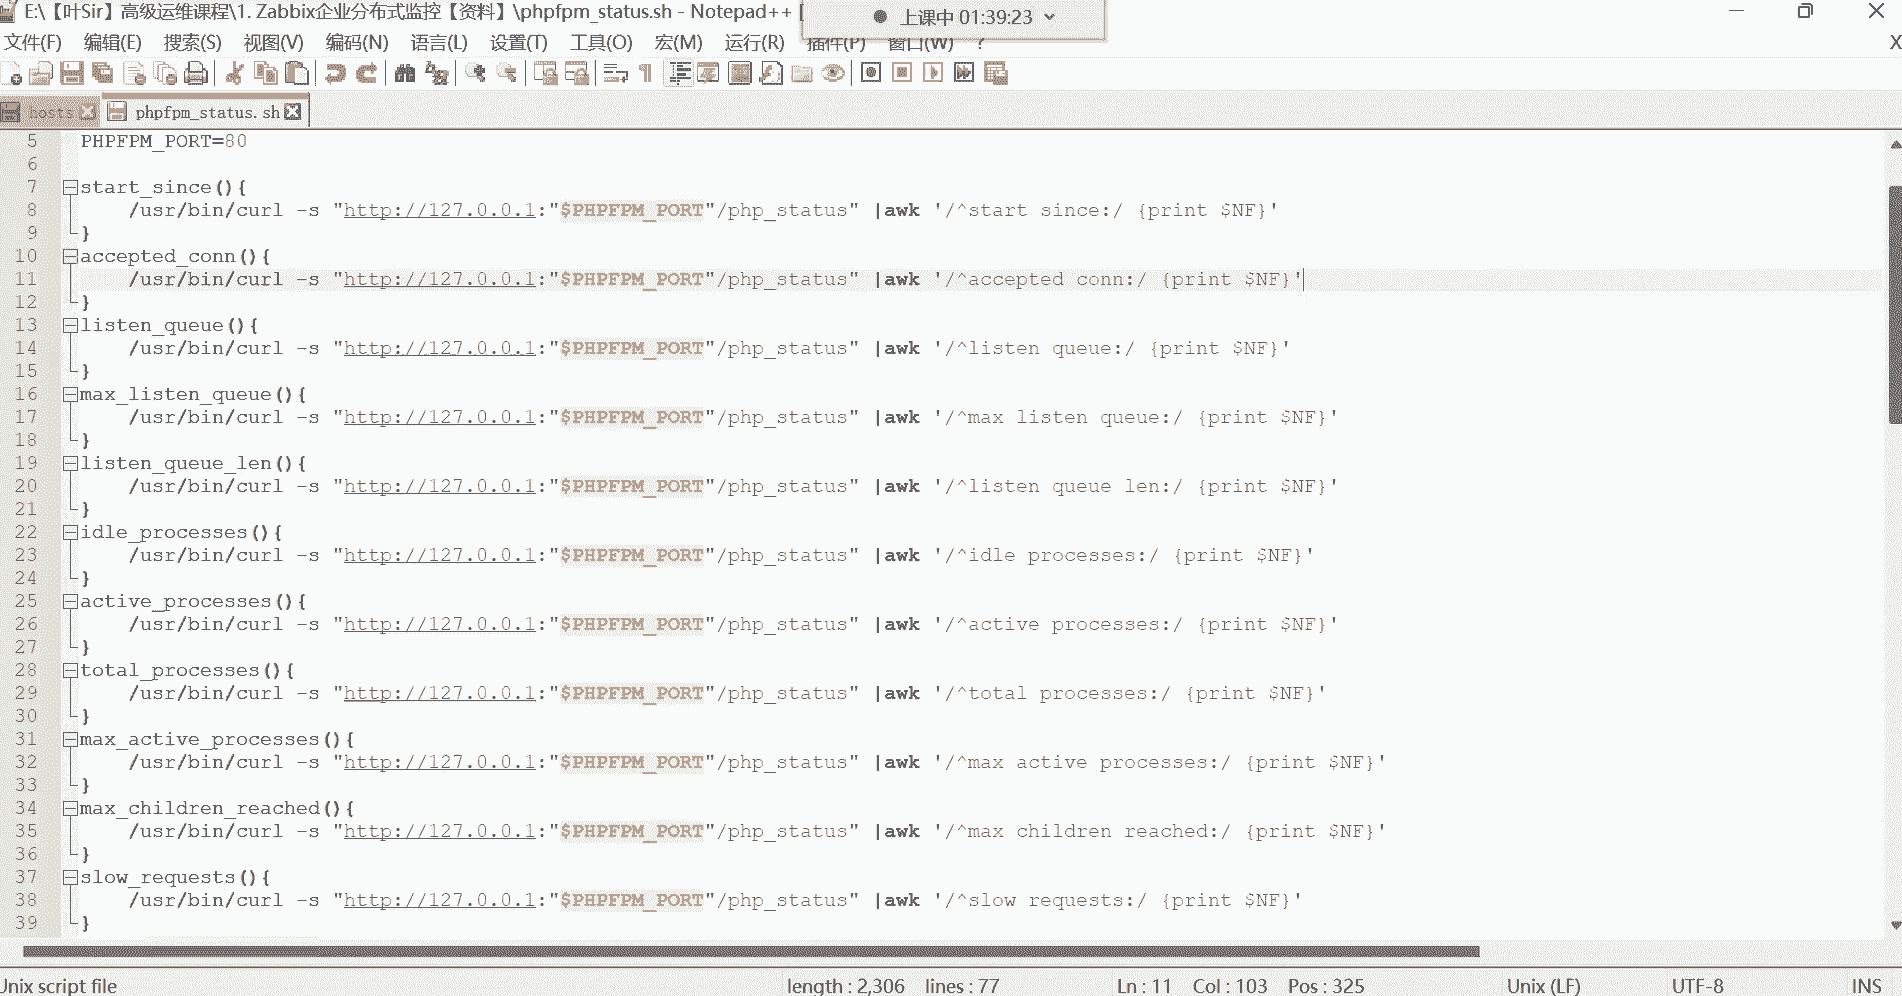 E:\【叶Sir】高级运维课程\1. Zabbix企业分布式监控【资料】\phpfpm_status.sh - Notepad++ [
上课中 01:39:23
文件(F) 编辑(E) 搜索(S) 视图(V) 编码(N) 语言(L) 设置(T) 工具(O) 宏(M) 运行(R) 插件(P) 窗口(W) ? X
hosts phpfpm_status.sh
5 PHPFPM_PORT=80
6
7 start_since(){
8 /usr/bin/curl -s "http://127.0.0.1:"$PHPFPM_PORT"/php_status" |awk '/^start since:/ {print $NF}'
9 }
10 accepted_conn(){
11 /usr/bin/curl -s "http://127.0.0.1:"$PHPFPM_PORT"/php_status" |awk '/^accepted conn:/ {print $NF}'
12 }
13 listen_queue(){
14 /usr/bin/curl -s "http://127.0.0.1:"$PHPFPM_PORT"/php_status" |awk '/^listen queue:/ {print $NF}'
15 }
16 max_listen_queue(){
17 /usr/bin/curl -s "http://127.0.0.1:"$PHPFPM_PORT"/php_status" |awk '/^max listen queue:/ {print $NF}'
18 }
19 listen_queue_len(){
20 /usr/bin/curl -s "http://127.0.0.1:"$PHPFPM_PORT"/php_status" |awk '/^listen queue len:/ {print $NF}'
21 }
22 idle_processes(){
23 /usr/bin/curl -s "http://127.0.0.1:"$PHPFPM_PORT"/php_status" |awk '/^idle processes:/ {print $NF}'
24 }
25 active_processes(){
26 /usr/bin/curl -s "http://127.0.0.1:"$PHPFPM_PORT"/php_status" |awk '/^active processes:/ {print $NF}'
27 }
28 total_processes(){
29 /usr/bin/curl -s "http://127.0.0.1:"$PHPFPM_PORT"/php_status" |awk '/^total processes:/ {print $NF}'
30 }
31 max_active_processes(){
32 /usr/bin/curl -s "http://127.0.0.1:"$PHPFPM_PORT"/php_status" |awk '/^max active processes:/ {print $NF}'
33 }
34 max_children_reached(){
35 /usr/bin/curl -s "http://127.0.0.1:"$PHPFPM_PORT"/php_status" |awk '/^max children reached:/ {print $NF}'
36 }
37 slow_requests(){
38 /usr/bin/curl -s "http://127.0.0.1:"$PHPFPM_PORT"/php_status" |awk '/^slow requests:/ {print $NF}'
39 }
Unix script file length : 2,306 lines : 77 Ln : 11 Col : 103 Pos : 325 Unix (LF) UTF-8 INS